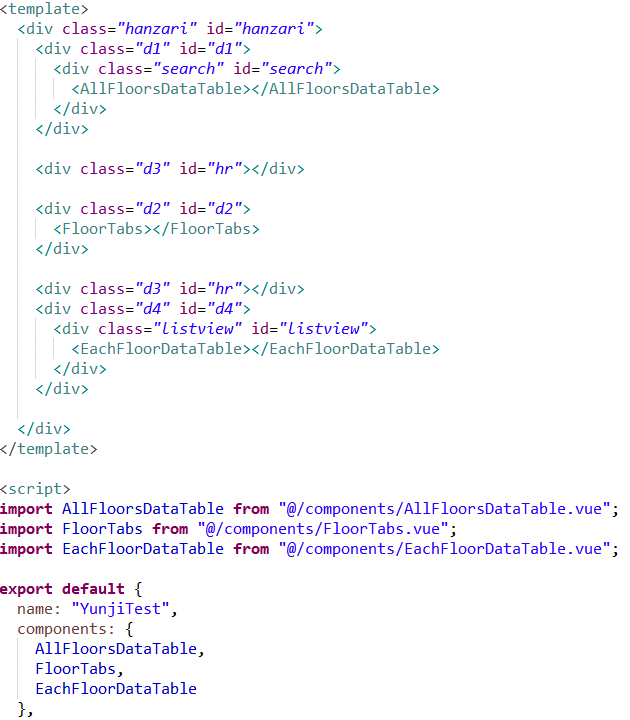 <template>
  <div class="hanzari" id="hanzari">
    <div class="d1" id="d1">
      <div class="search" id="search">
        <AllFloorsDataTable></AllFloorsDataTable>
      </div>
    </div>

    <div class="d3" id="hr"></div>

    <div class="d2" id="d2">
      <FloorTabs></FloorTabs>
    </div>

    <div class="d3" id="hr"></div>
    <div class="d4" id="d4">
      <div class="listview" id="listview">
        <EachFloorDataTable></EachFloorDataTable>
      </div>
    </div>

  </div>
</template>

<script>
import AllFloorsDataTable from "@/components/AllFloorsDataTable.vue";
import FloorTabs from "@/components/FloorTabs.vue";
import EachFloorDataTable from "@/components/EachFloorDataTable.vue";

export default {
  name: "YunjiTest",
  components: {
    AllFloorsDataTable,
    FloorTabs,
    EachFloorDataTable
  },